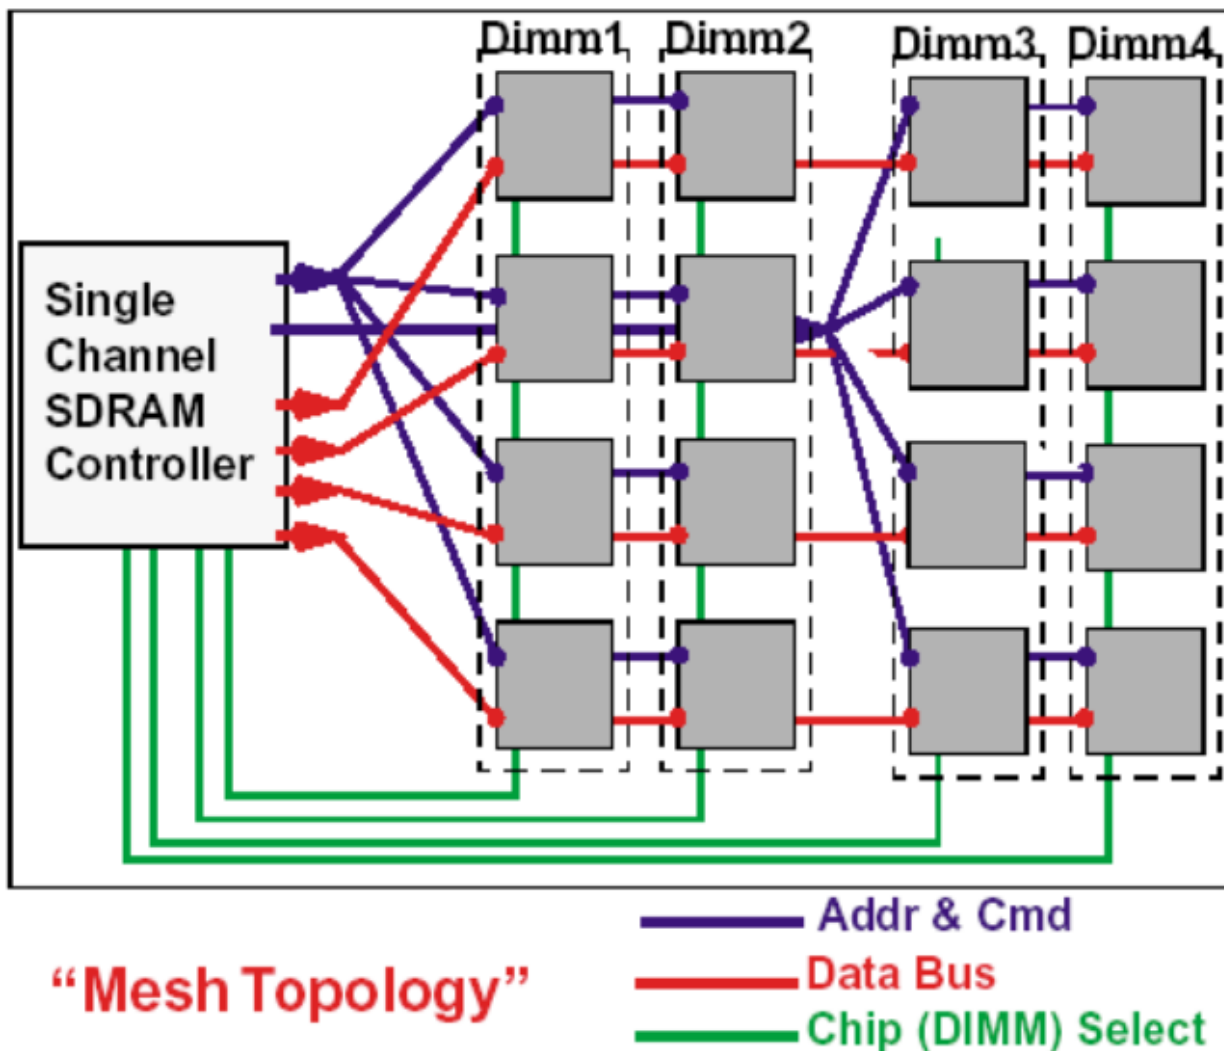 Dimm1 Dimm2 Dimm3 Dimm4
Single
Channel
SDRAM
Controller
Addr & Cmd
“Mesh Topology”
Data Bus
Chip (DIMM) Select